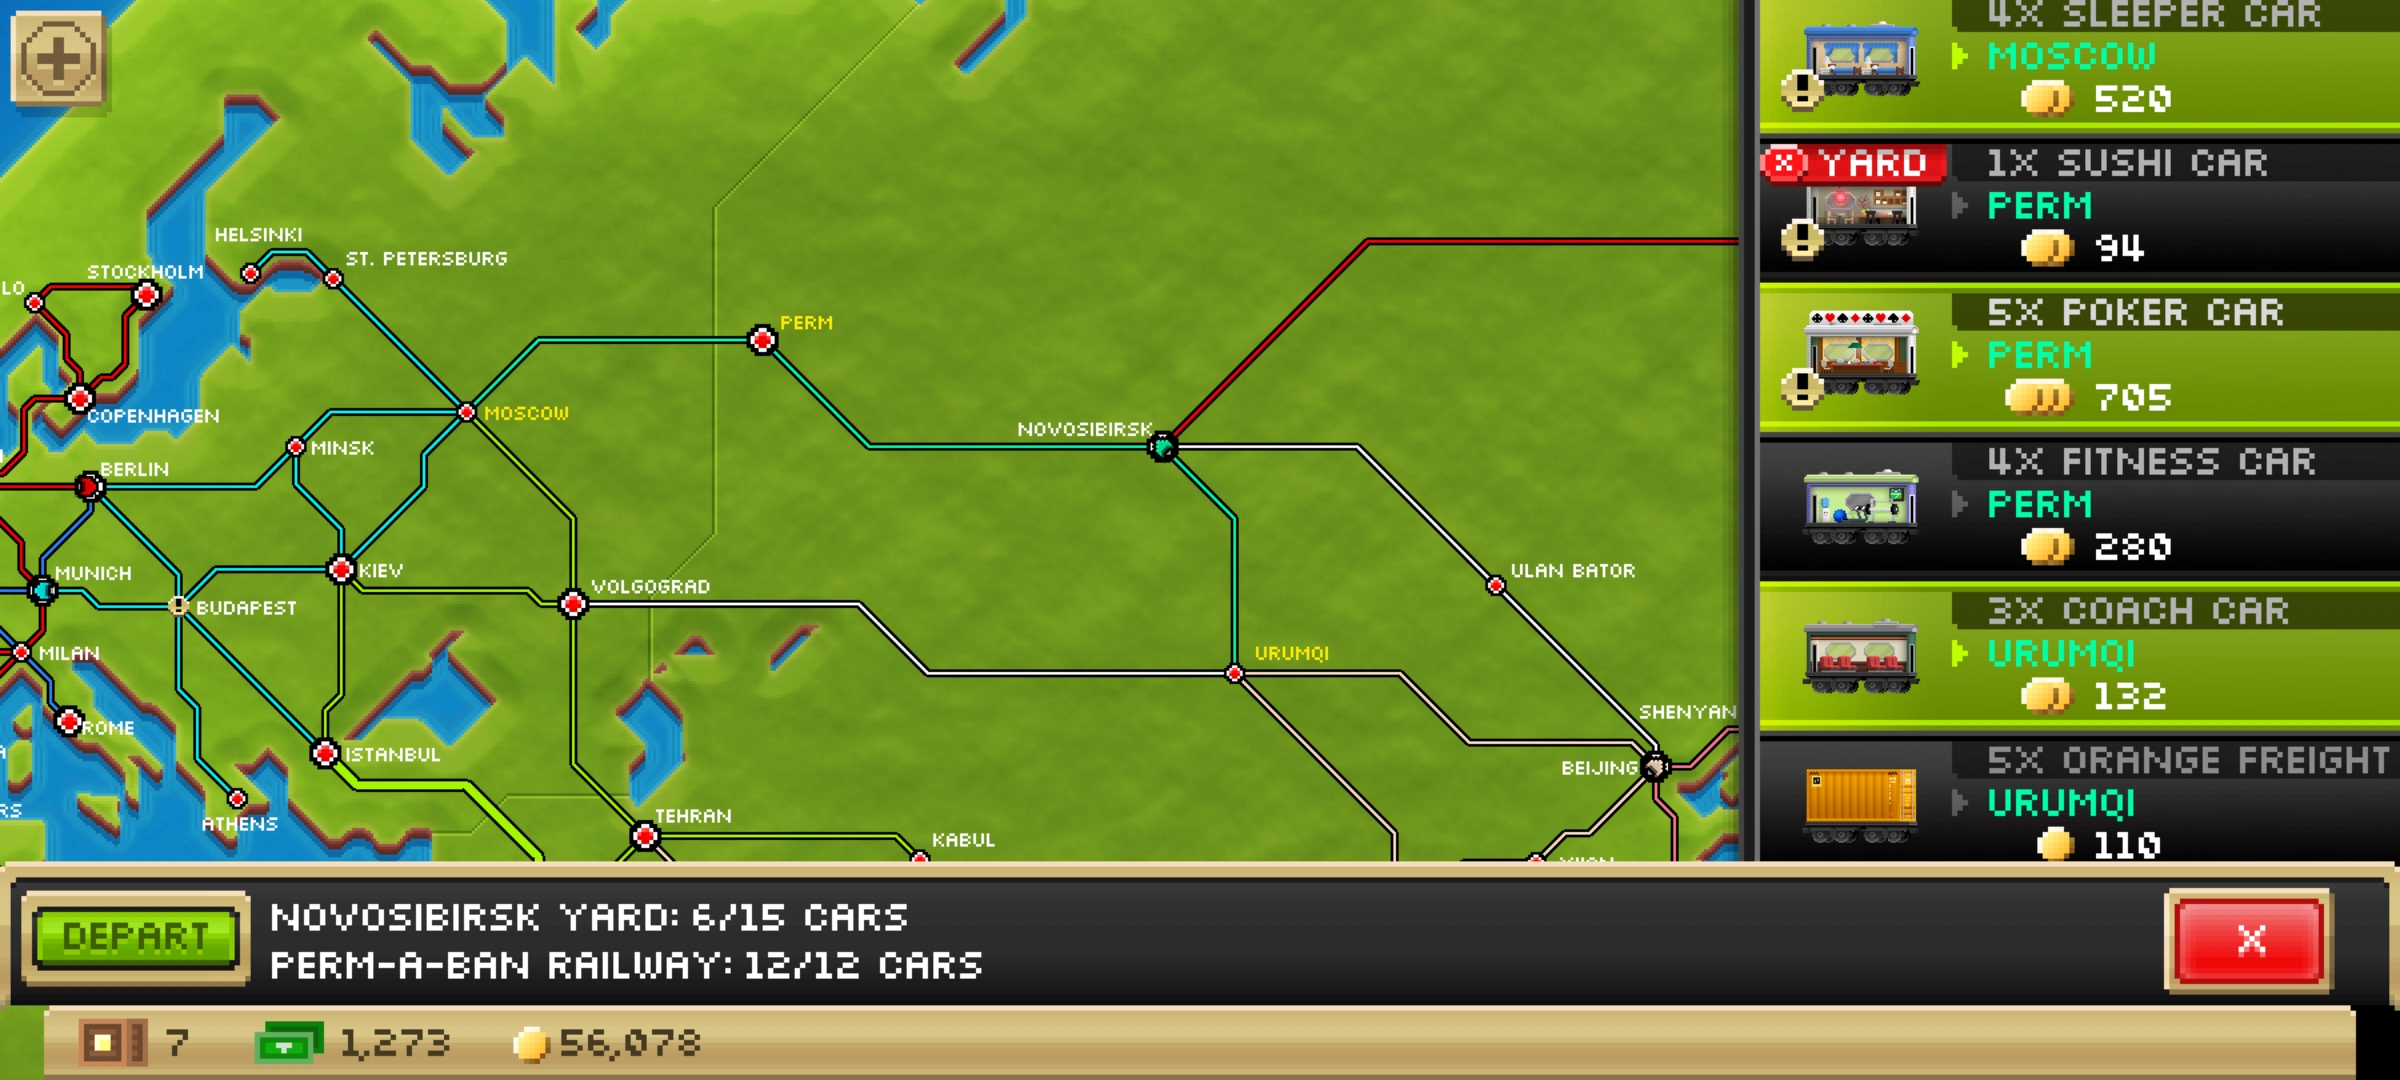 HELSINKI
ST. PETERSBURG
STOCKHOLM
LO
PERM
COPENHAGEN
MOSCOW
NOVOSIBIRSK
MINSK
BERLIN
MUNICH
KIEV
ULAN BATOR
VOLGOGRAD
BUDAPEST
MILAN
URUMQI
ROME
SHENYAN
ISTANBUL
BEIJING
RS
ATHENS
TEHRAN
KABUL
4X SLEEPER CAR
MOSCOW
520
YARD
1X SUSHI CAR
PERM
94
5X POKER CAR
PERM
705
4X FITNESS CAR
PERM
280
3X COACH CAR
URUMQI
132
5X ORANGE FREIGHT
URUMQI
110
DEPART
NOVOSIBIRSK YARD: 6/15 CARS
PERM-A-BAN RAILWAY: 12/12 CARS
X
7
1,273
56,078